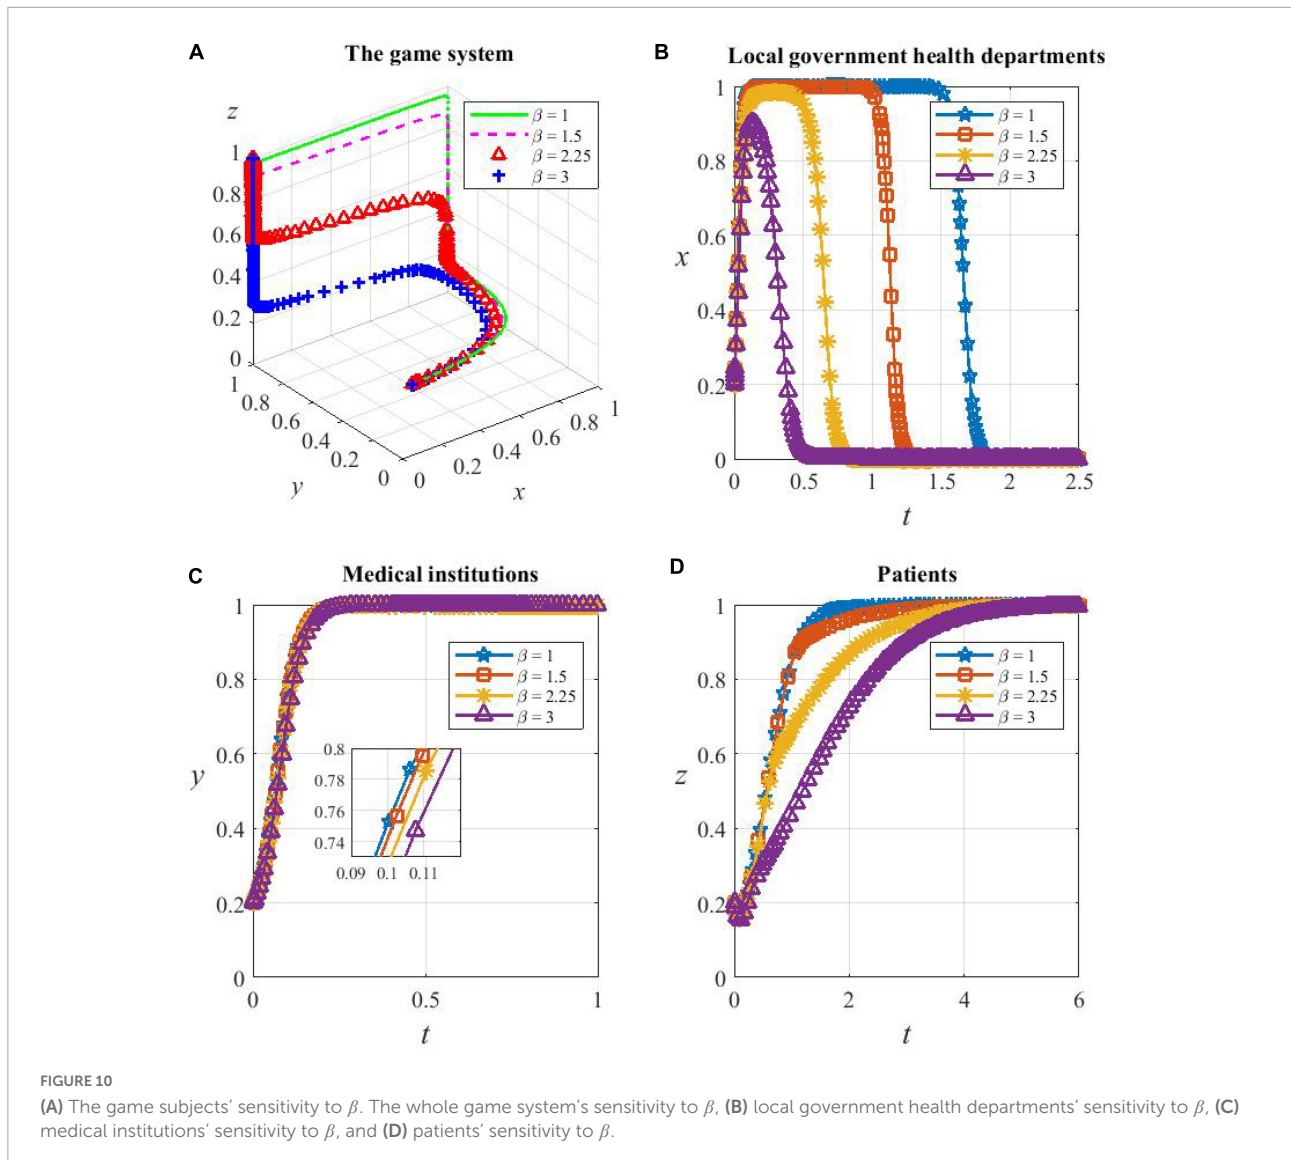 A
The game system
z
1
0.8
0.6
0.4
0.2
0
1
0.8
0.6
0.4
0.2
0
y
0
0.2
0.4
0.6
0.8
1
x
β = 1
β = 1.5
β = 2.25
β = 3
B
Local government health departments
1
0.8
0.6
0.4
0.2
0
x
0
0.5
1
1.5
2
2.5
t
β = 1
β = 1.5
β = 2.25
β = 3
C
Medical institutions
1
0.8
0.6
0.4
0.2
0
y
0
0.5
1
t
β = 1
β = 1.5
β = 2.25
β = 3
0.8
0.78
0.76
0.74
0.09
0.1
0.11
D
Patients
1
0.8
0.6
0.4
0.2
0
z
0
2
4
6
t
β = 1
β = 1.5
β = 2.25
β = 3
FIGURE 10
(A) The game subjects' sensitivity to β. The whole game system's sensitivity to β, (B) local government health departments' sensitivity to β, (C)
medical institutions' sensitivity to β, and (D) patients' sensitivity to β.